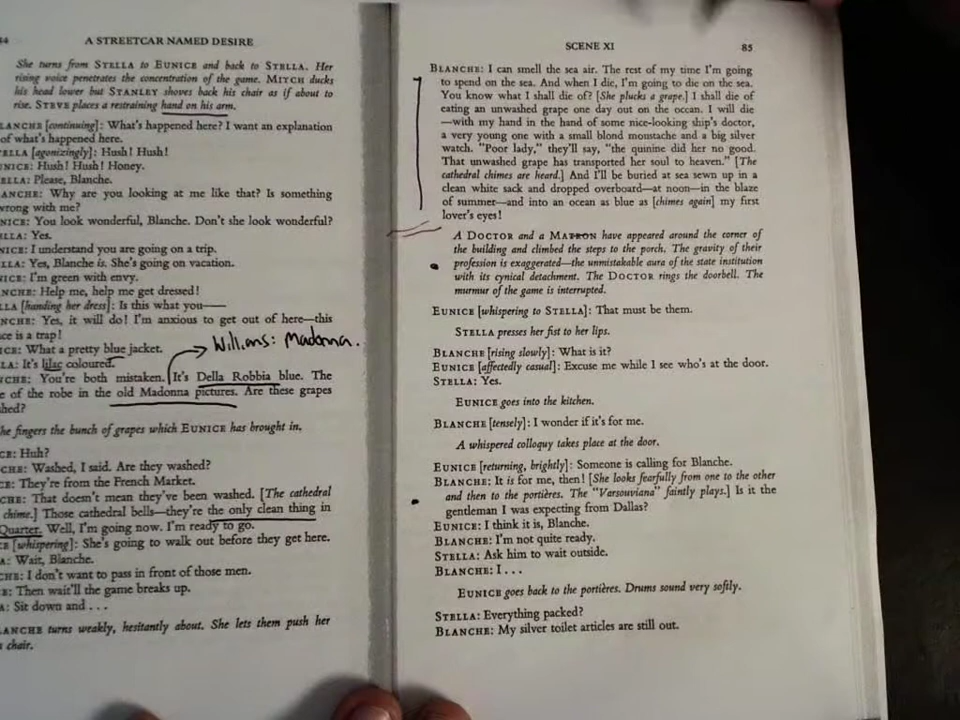 A STREETCAR NAMED DESIRE
She turns from STELLA to EUNICE and back to STELLA. Her
rising voice penetrates the concentration of the game. MITCH ducks
his head lower but STANLEY shoves back his chair as if about to
rise. STEVE places a restraining hand on his arm.
LANCHE [continuing]: What's happened here? I want an explanation
of what's happened here.
ELLA [agonizingly]: Hush! Hush!
NICE: Hush! Hush! Honey.
ELLA: Please, Blanche.
ANCHE: Why are you looking at me like that? Is something
wrong with me?
NICE: You look wonderful, Blanche. Don't she look wonderful?
LLA: Yes.
NICE: I understand you are going on a trip.
LLA: Yes, Blanche is. She's going on vacation.
NICE: I'm green with envy.
NCHE: Help me, help me get dressed!
LLA [handing her dress]: Is this what you——
NCHE: Yes, it will do! I'm anxious to get out of here—this
ce is a trap!
ICE: What a pretty blue jacket.
Williams: Madonna.
LA: It's lilac coloured.
CHE: You're both mistaken. It's Della Robbia blue. The
e of the robe in the old Madonna pictures. Are these grapes
shed?
he fingers the bunch of grapes which EUNICE has brought in.
CE: Huh?
CHE: Washed, I said. Are they washed?
CE: They're from the French Market.
CHE: That doesn't mean they've been washed. [The cathedral
chime.] Those cathedral bells—they're the only clean thing in
Quarter. Well, I'm going now. I'm ready to go.
CE [whispering]: She's going to walk out before they get here.
A: Wait, Blanche.
CHE: I don't want to pass in front of those men.
E: Then wait'll the game breaks up.
A: Sit down and . . .
LANCHE turns weakly, hesitantly about. She lets them push her
chair.
SCENE XI 85
BLANCHE: I can smell the sea air. The rest of my time I'm going
to spend on the sea. And when I die, I'm going to die on the sea.
You know what I shall die of? [She plucks a grape.] I shall die of
eating an unwashed grape one day out on the ocean. I will die
—with my hand in the hand of some nice-looking ship's doctor,
a very young one with a small blond moustache and a big silver
watch. "Poor lady," they'll say, "the quinine did her no good.
That unwashed grape has transported her soul to heaven." [The
cathedral chimes are heard.] And I'll be buried at sea sewn up in a
clean white sack and dropped overboard—at noon—in the blaze
of summer—and into an ocean as blue as [chimes again] my first
lover's eyes!
A DOCTOR and a MATRON have appeared around the corner of
the building and climbed the steps to the porch. The gravity of their
profession is exaggerated—the unmistakable aura of the state institution
with its cynical detachment. The DOCTOR rings the doorbell. The
murmur of the game is interrupted.
EUNICE [whispering to STELLA]: That must be them.
STELLA presses her fist to her lips.
BLANCHE [rising slowly]: What is it?
EUNICE [affectedly casual]: Excuse me while I see who's at the door.
STELLA: Yes.
EUNICE goes into the kitchen.
BLANCHE [tensely]: I wonder if it's for me.
A whispered colloquy takes place at the door.
EUNICE [returning, brightly]: Someone is calling for Blanche.
BLANCHE: It is for me, then! [She looks fearfully from one to the other
and then to the portières. The "Varsouviana" faintly plays.] Is it the
gentleman I was expecting from Dallas?
EUNICE: I think it is, Blanche.
BLANCHE: I'm not quite ready.
STELLA: Ask him to wait outside.
BLANCHE: I . . .
EUNICE goes back to the portières. Drums sound very softly.
STELLA: Everything packed?
BLANCHE: My silver toilet articles are still out.